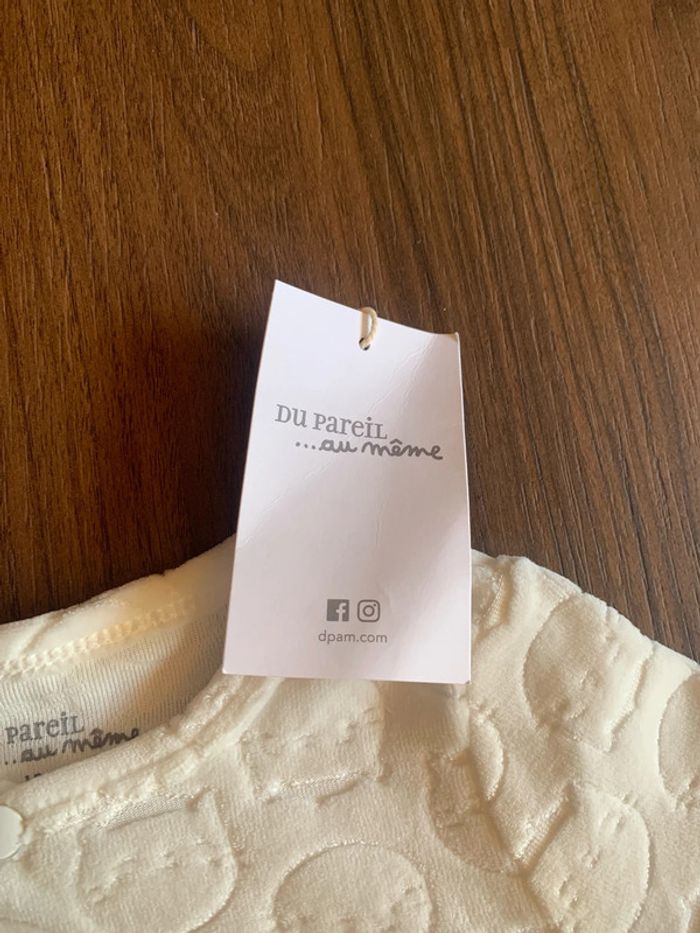 DU PAREIL
...au même
dpam.com
PAREIL
...au même